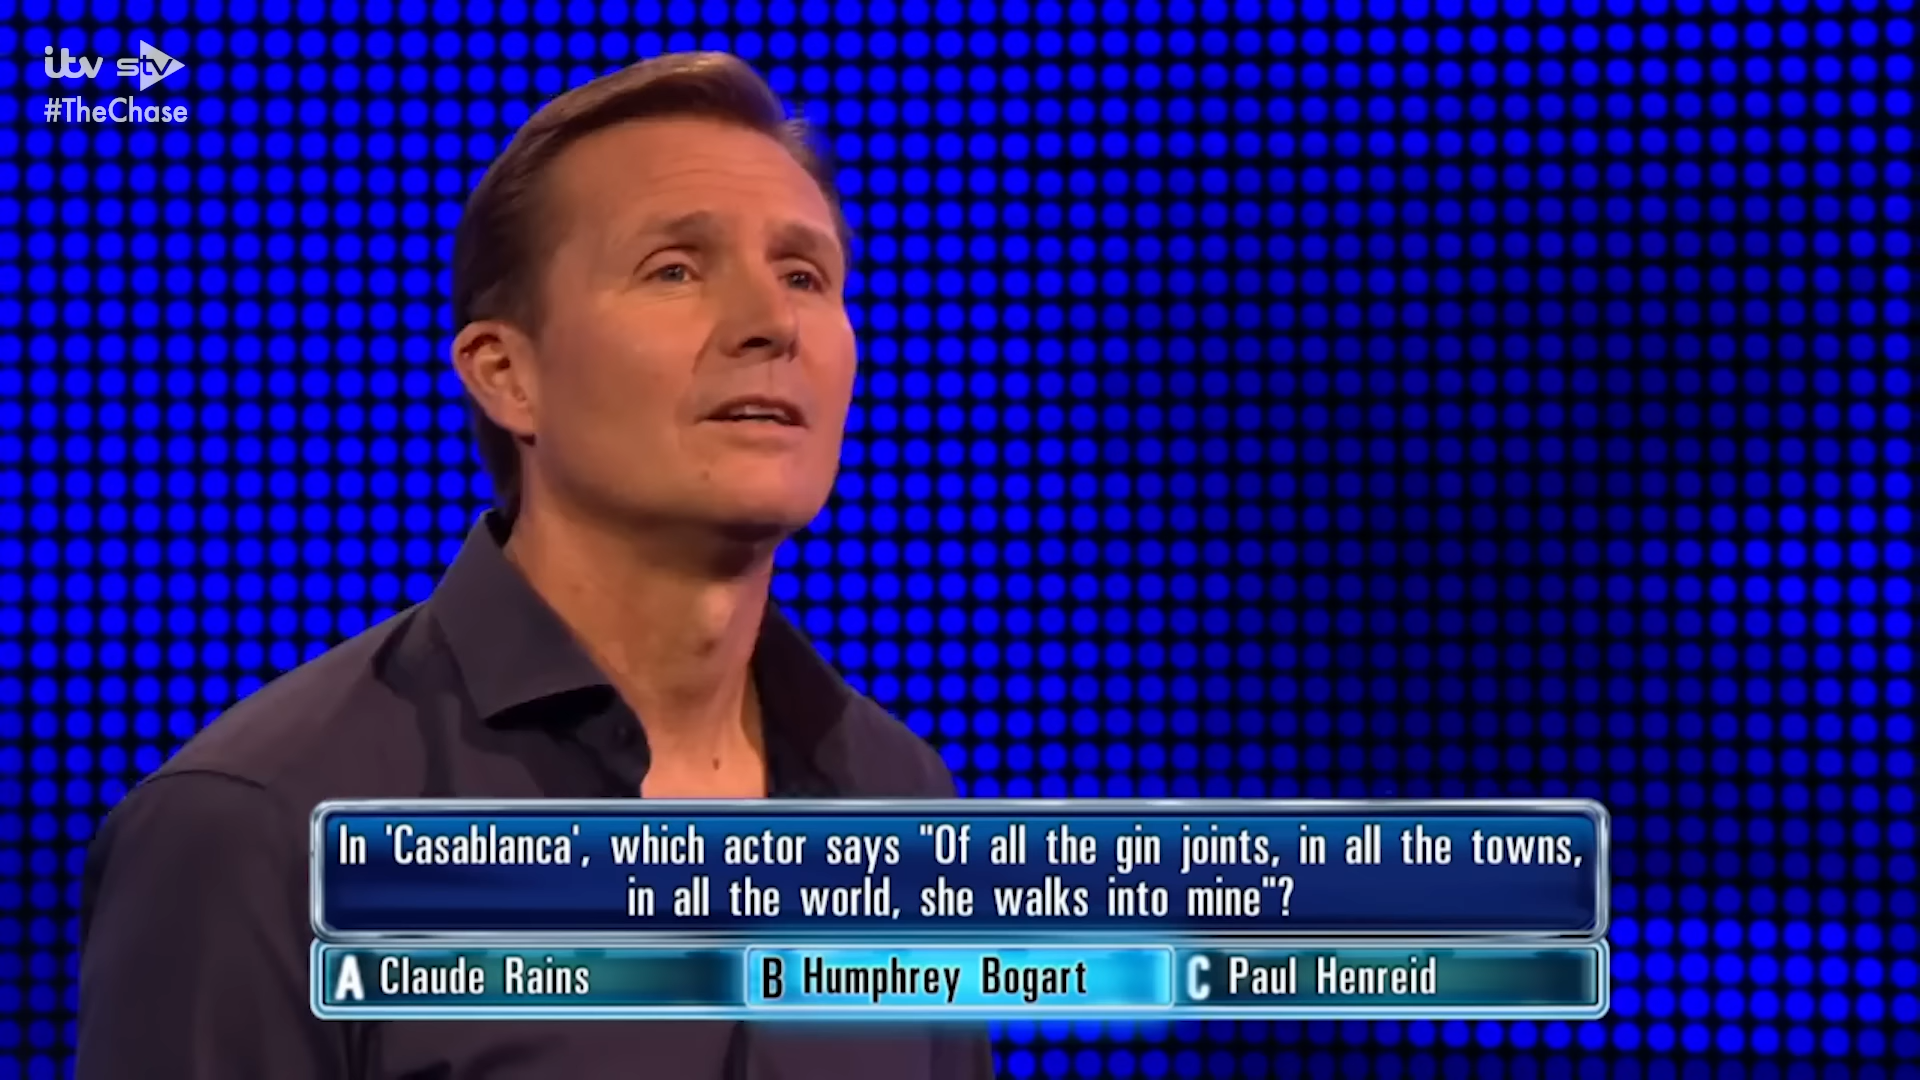 itv stv
#TheChase
In 'Casablanca', which actor says "Of all the gin joints, in all the towns,
in all the world, she walks into mine"?
A Claude Rains
B Humphrey Bogart
C Paul Henreid